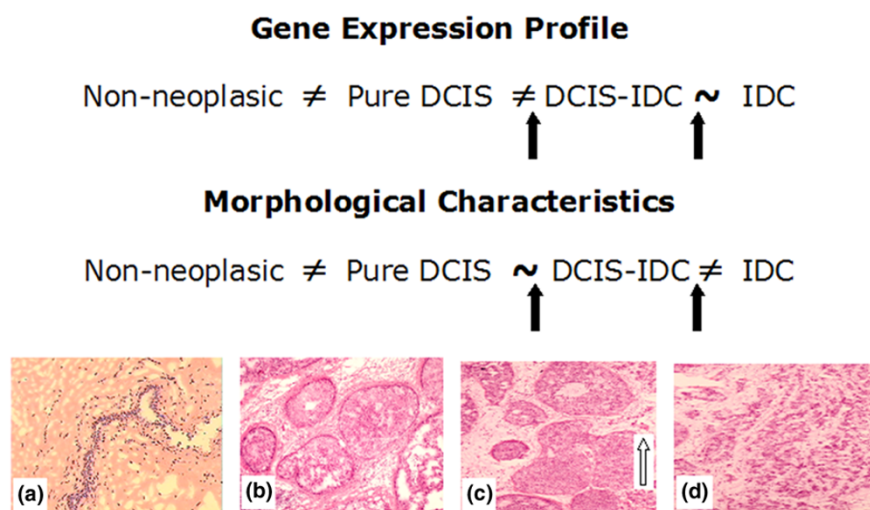 Gene Expression Profile
Non-neoplasic ≠ Pure DCIS ≠ DCIS-IDC ~ IDC
Morphological Characteristics
Non-neoplasic ≠ Pure DCIS ~ DCIS-IDC ≠ IDC
(a) (b) (c) (d)